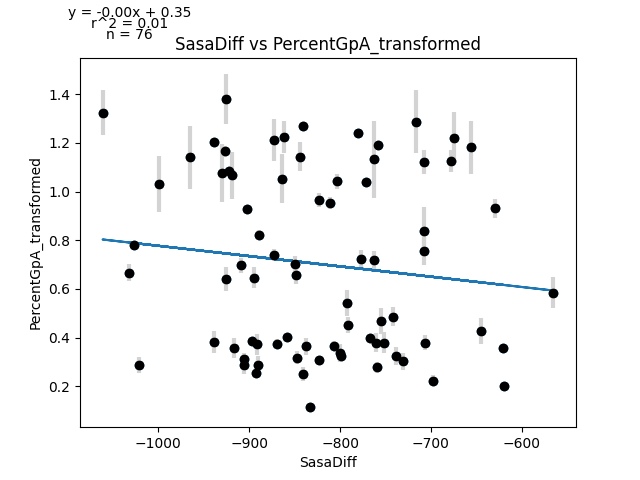 y = -0.00x + 0.35
r^2 = 0.01
n = 76
SasaDiff vs PercentGpA_transformed
1.4
1.2
1.0
0.8
0.6
0.4
0.2
PercentGpA_transformed
−1000
−900
−800
−700
−600
SasaDiff